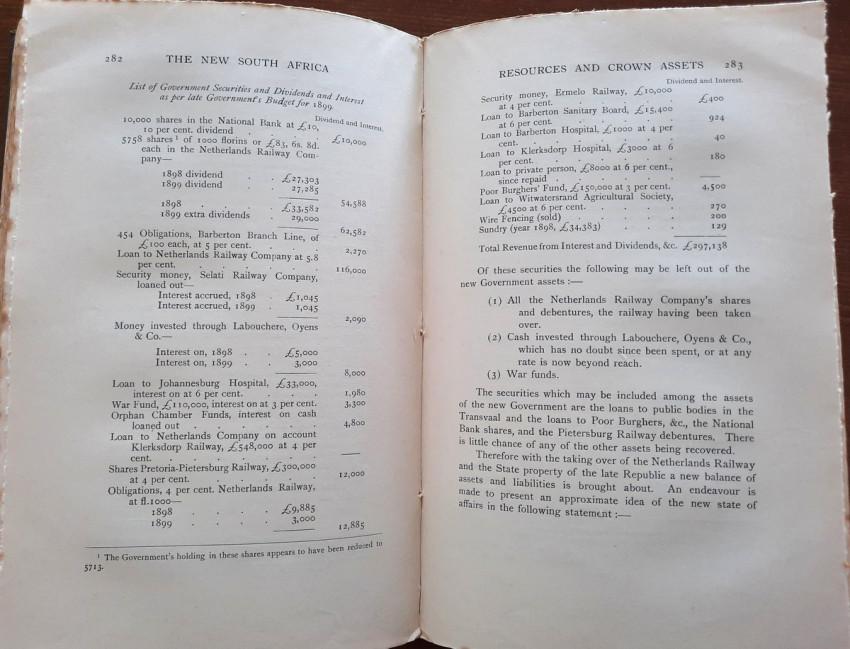 282 THE NEW SOUTH AFRICA
List of Government Securities and Dividends and Interest
as per late Government's Budget for 1899.
Dividend and Interest.
10,000 shares in the National Bank at £10,
10 per cent. dividend . . . . £10,000
5758 shares¹ of 1000 florins or £83, 6s. 8d.
each in the Netherlands Railway Com-
pany—
1898 dividend . . £27,303
1899 dividend . . 27,285
54,588
1898 . . . . £33,582
1899 extra dividends . 29,000
62,582
454 Obligations, Barberton Branch Line, of
£100 each, at 5 per cent. . . . 2,270
Loan to Netherlands Railway Company at 5.8
per cent. . . . . . . 116,000
Security money, Selati Railway Company,
loaned out—
Interest accrued, 1898 . £1,045
Interest accrued, 1899 . 1,045
2,090
Money invested through Labouchere, Oyens
& Co.—
Interest on, 1898 . . £5,000
Interest on, 1899 . . 3,000
8,000
Loan to Johannesburg Hospital, £33,000,
interest on at 6 per cent. . . . 1,980
War Fund, £110,000, interest on at 3 per cent. 3,300
Orphan Chamber Funds, interest on cash
loaned out . . . . . . 4,800
Loan to Netherlands Company on account
Klerksdorp Railway, £548,000 at 4 per
cent. . . . . . . . —
Shares Pretoria-Pietersburg Railway, £300,000
at 4 per cent. . . . . . 12,000
Obligations, 4 per cent. Netherlands Railway,
at fl.1000—
1898 . . . . £9,885
1899 . . . . 3,000
12,885
¹ The Government's holding in these shares appears to have been reduced to
5713.
RESOURCES AND CROWN ASSETS 283
Dividend and Interest.
Security money, Ermelo Railway, £10,000
at 4 per cent. . . . . . £400
Loan to Barberton Sanitary Board, £15,400
at 6 per cent. . . . . . 924
Loan to Barberton Hospital, £1000 at 4 per
cent. . . . . . . . 40
Loan to Klerksdorp Hospital, £3000 at 6
per cent. . . . . . . 180
Loan to private person, £8000 at 6 per cent.,
since repaid . . . . . . —
Poor Burghers' Fund, £150,000 at 3 per cent. 4,500
Loan to Witwatersrand Agricultural Society,
£4500 at 6 per cent. . . . . 270
Wire Fencing (sold) . . . . . 200
Sundry (year 1898, £34,383) . . . 129
Total Revenue from Interest and Dividends, &c. £297,138
Of these securities the following may be left out of the
new Government assets :—
(1) All the Netherlands Railway Company's shares
and debentures, the railway having been taken
over.
(2) Cash invested through Labouchere, Oyens & Co.,
which has no doubt since been spent, or at any
rate is now beyond reach.
(3) War funds.
The securities which may be included among the assets
of the new Government are the loans to public bodies in the
Transvaal and the loans to Poor Burghers, &c., the National
Bank shares, and the Pietersburg Railway debentures. There
is little chance of any of the other assets being recovered.
Therefore with the taking over of the Netherlands Railway
and the State property of the late Republic a new balance of
assets and liabilities is brought about. An endeavour is
made to present an approximate idea of the new state of
affairs in the following statement :—